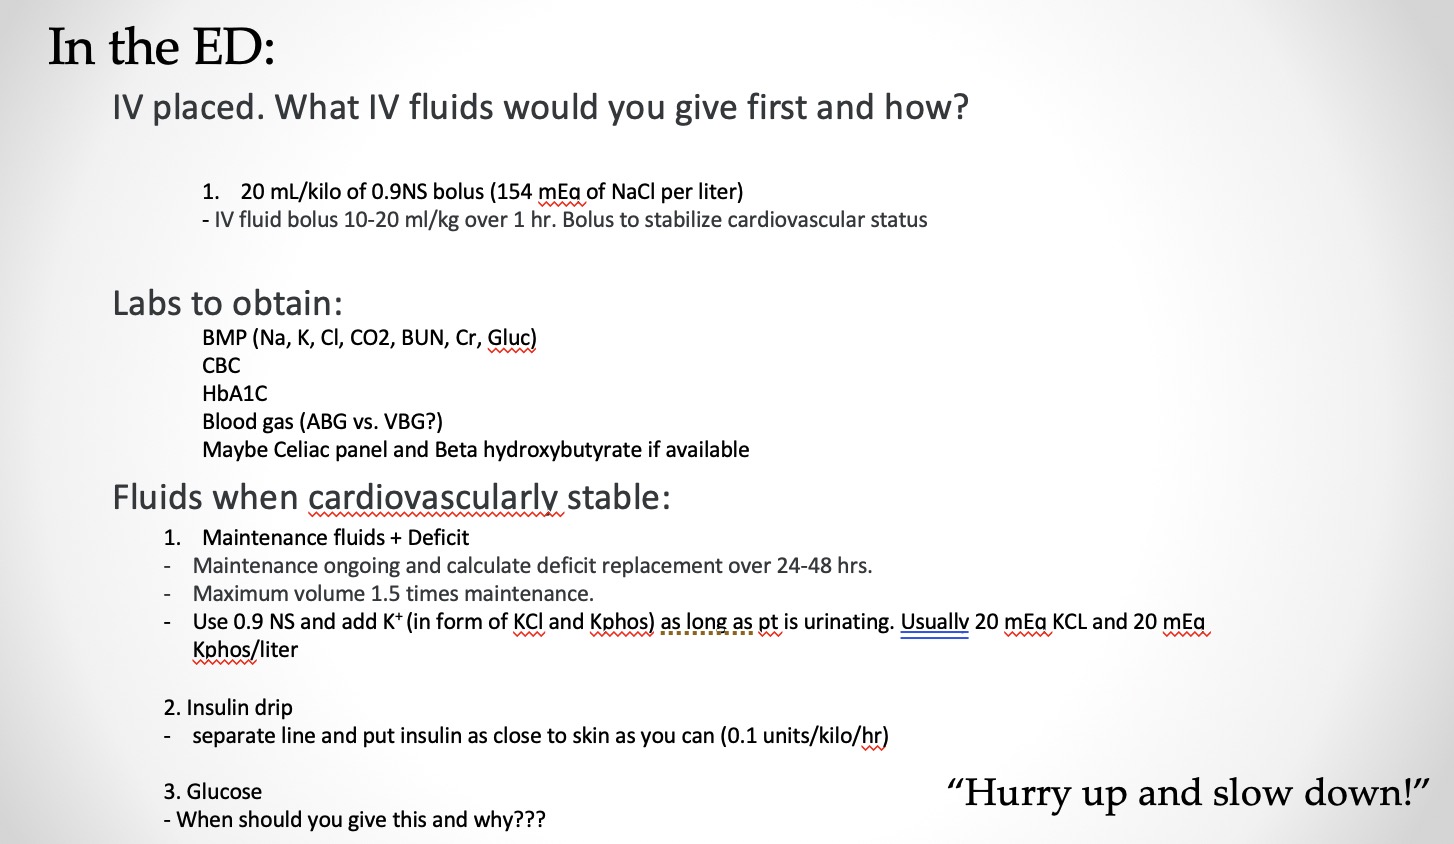 In the ED:
IV placed. What IV fluids would you give first and how?
1. 20 mL/kilo of 0.9NS bolus (154 mEq of NaCl per liter)
- IV fluid bolus 10-20 ml/kg over 1 hr. Bolus to stabilize cardiovascular status
Labs to obtain:
BMP (Na, K, Cl, CO2, BUN, Cr, Gluc)
CBC
HbA1C
Blood gas (ABG vs. VBG?)
Maybe Celiac panel and Beta hydroxybutyrate if available
Fluids when cardiovascularly stable:
1. Maintenance fluids + Deficit
- Maintenance ongoing and calculate deficit replacement over 24-48 hrs.
- Maximum volume 1.5 times maintenance.
- Use 0.9 NS and add K⁺ (in form of KCl and Kphos) as long as pt is urinating. Usually 20 mEq KCL and 20 mEq
Kphos/liter
2. Insulin drip
- separate line and put insulin as close to skin as you can (0.1 units/kilo/hr)
3. Glucose
- When should you give this and why???
“Hurry up and slow down!”